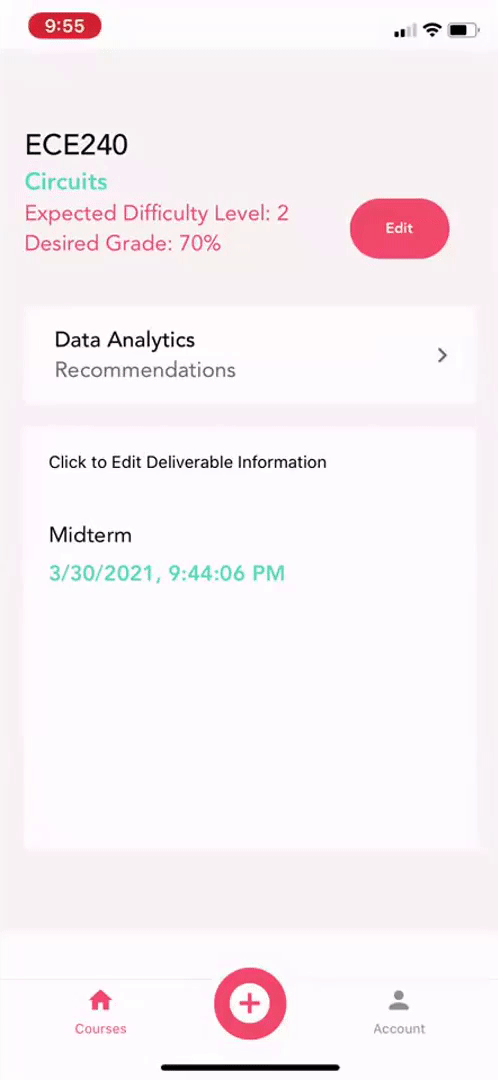 9:55
ECE240
Circuits
Expected Difficulty Level: 2
Desired Grade: 70%
Edit
Data Analytics
Recommendations
Click to Edit Deliverable Information
Midterm
3/30/2021, 9:44:06 PM
Courses
Account